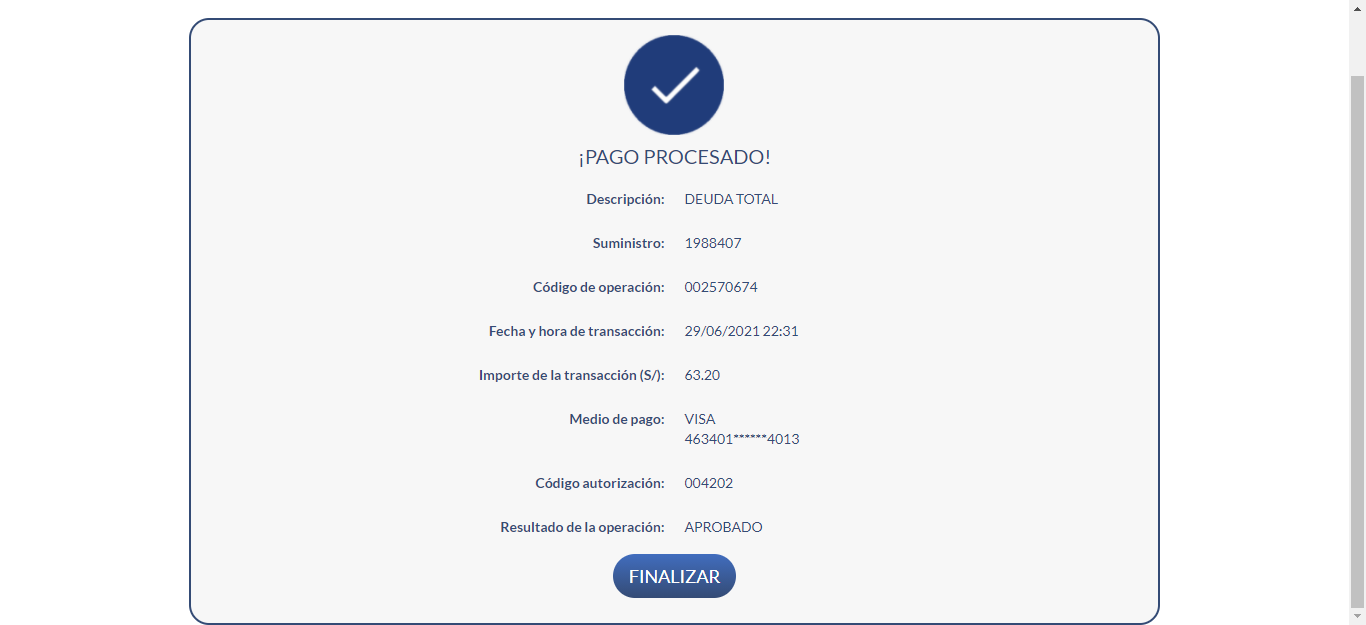 ¡PAGO PROCESADO!
Descripción: DEUDA TOTAL
Suministro: 1988407
Código de operación: 002570674
Fecha y hora de transacción: 29/06/2021 22:31
Importe de la transacción (S/): 63.20
Medio de pago: VISA
463401******4013
Código autorización: 004202
Resultado de la operación: APROBADO
FINALIZAR